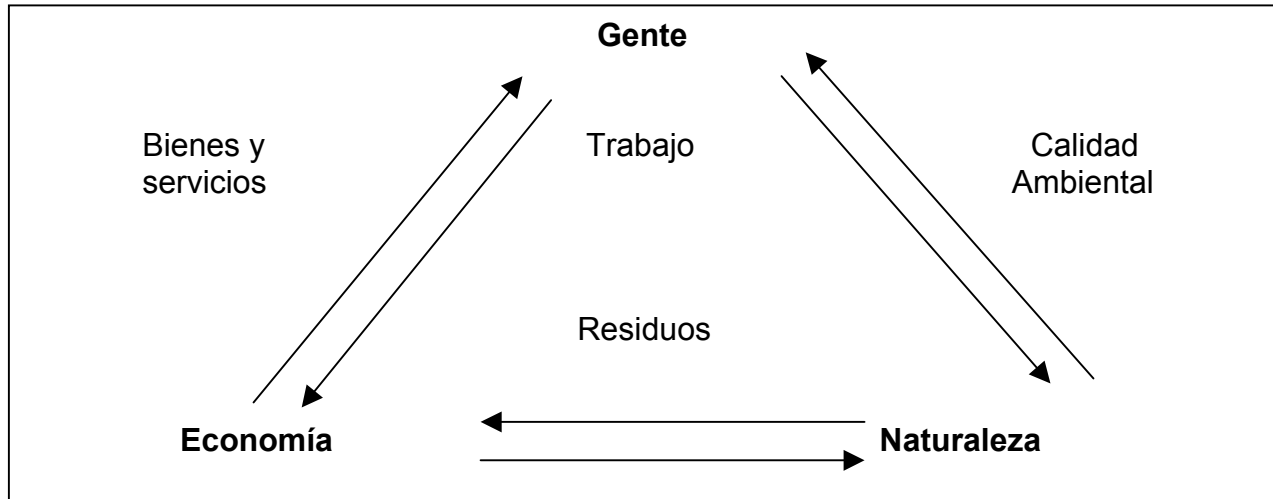 Gente
Bienes y
servicios
Trabajo
Calidad
Ambiental
Residuos
Economía
Naturaleza